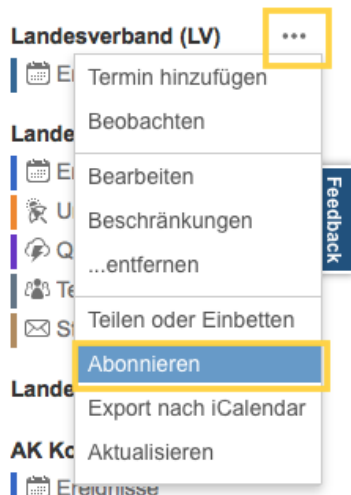 Landesverband (LV) ...
Termin hinzufügen
Beobachten
Bearbeiten
Beschränkungen
...entfernen
Teilen oder Einbetten
Abonnieren
Export nach iCalendar
Aktualisieren
AK
Ereignisse
Feedback